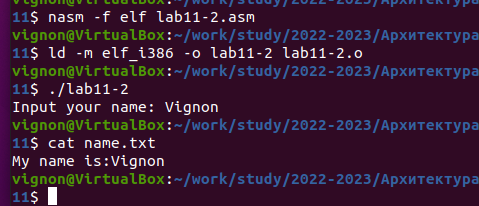 11$ nasm -f elf lab11-2.asm
vignon@VirtualBox:~/work/study/2022-2023/Архитектура
11$ ld -m elf_i386 -o lab11-2 lab11-2.o
vignon@VirtualBox:~/work/study/2022-2023/Архитектура
11$ ./lab11-2
Input your name: Vignon
vignon@VirtualBox:~/work/study/2022-2023/Архитектура
11$ cat name.txt
My name is:Vignon
vignon@VirtualBox:~/work/study/2022-2023/Архитектура
11$